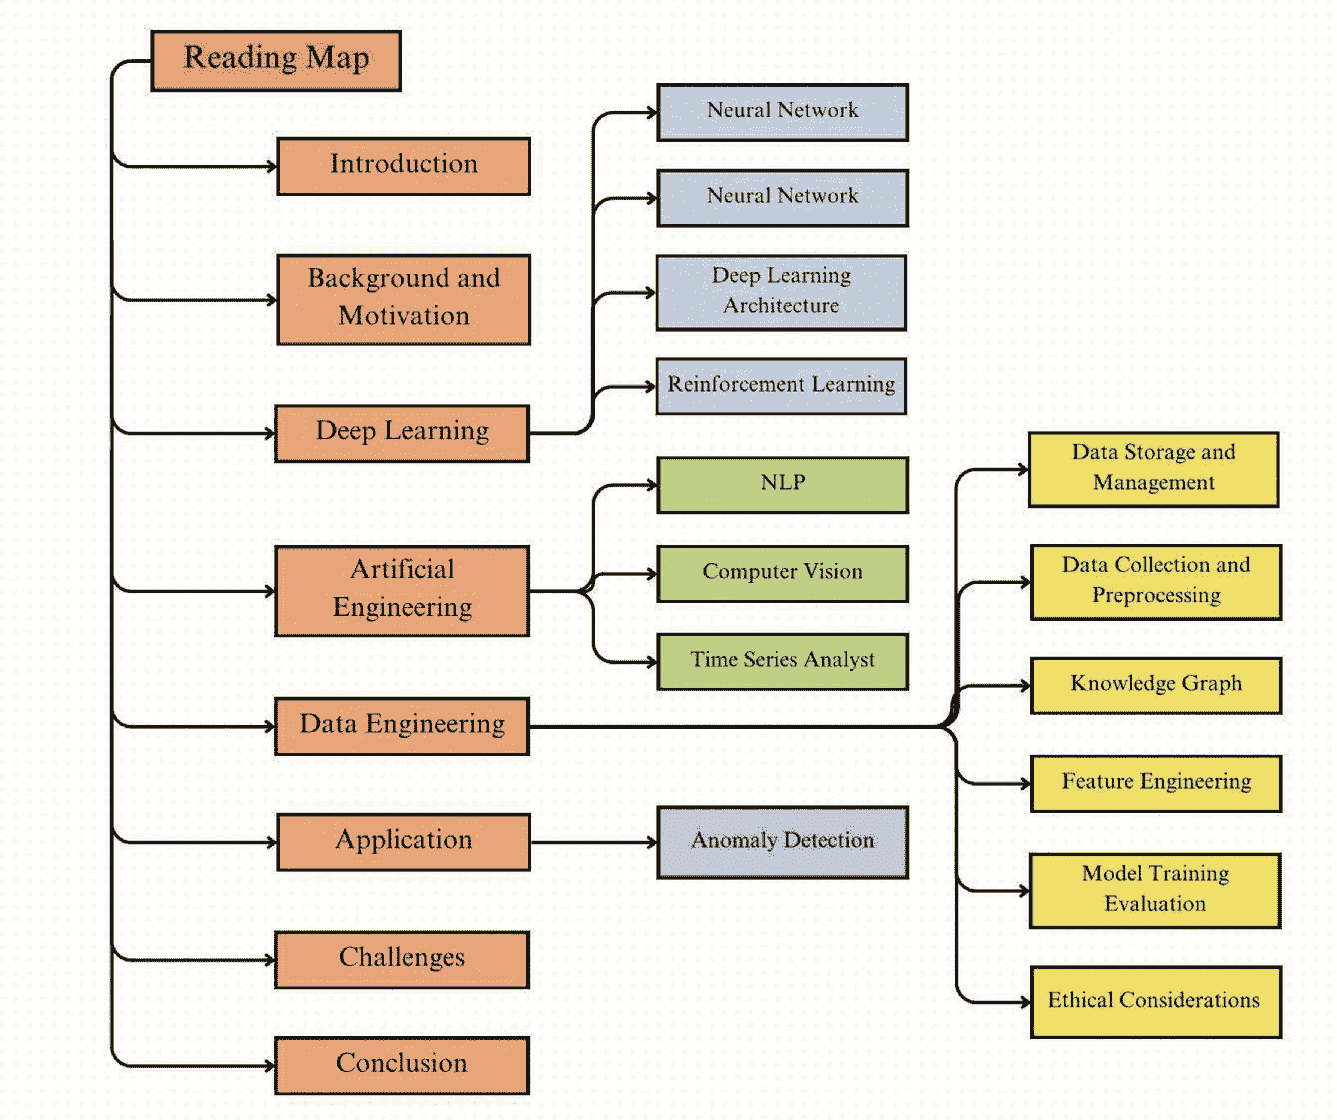 Reading Map
Introduction
Background and
Motivation
Deep Learning
Neural Network
Neural Network
Deep Learning
Architecture
Reinforcement Learning
Artificial
Engineering
NLP
Computer Vision
Time Series Analyst
Data Engineering
Data Storage and
Management
Data Collection and
Preprocessing
Knowledge Graph
Feature Engineering
Model Training
Evaluation
Ethical Considerations
Application
Anomaly Detection
Challenges
Conclusion